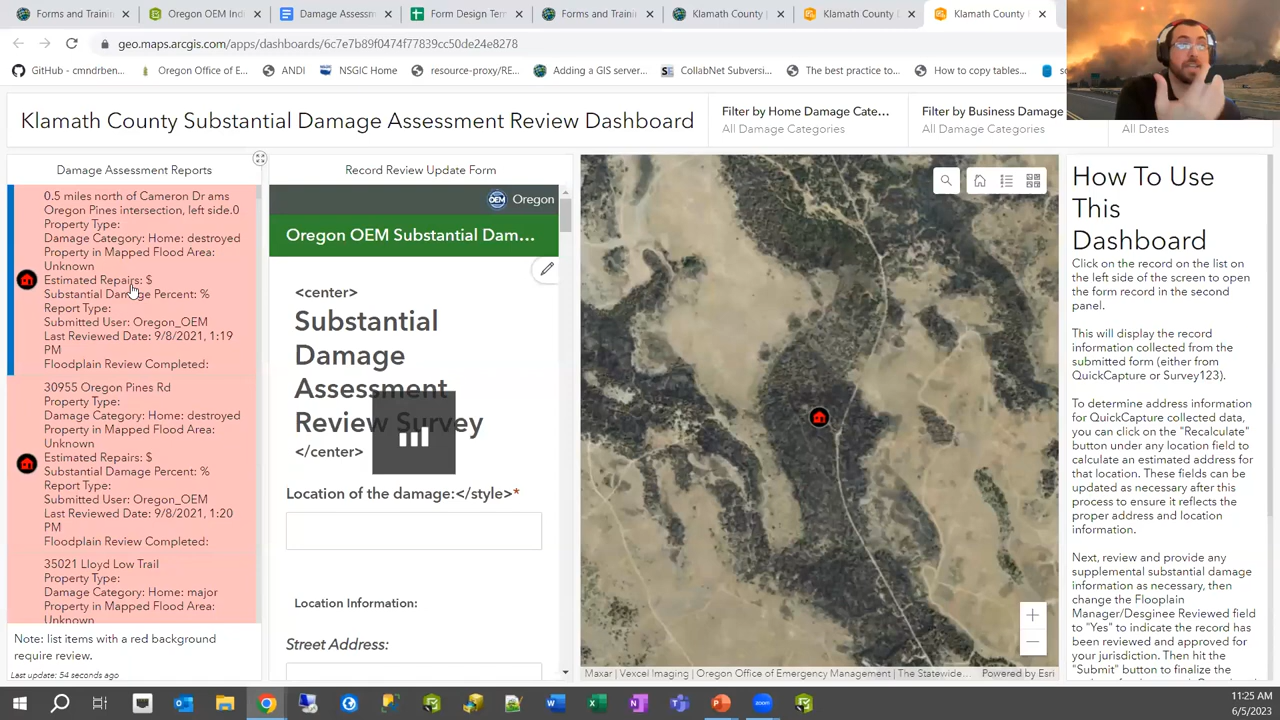 Forms and Trainin
Oregon OEM Ind
Damage Assessm
Form Design Tem
Forms and Trainin
Klamath County
Klamath County
Klamath County
geo.maps.arcgis.com/apps/dashboards/6c7e7b89f0474f77839cc50de24e8278
GitHub - cmndrben...
Oregon Office of E...
ANDI
NSGIC Home
resource-proxy/RE...
Adding a GIS server...
CollabNet Subversi...
The best practice to...
How to copy tables...
Klamath County Substantial Damage Assessment Review Dashboard
Filter by Home Damage Cate...
All Damage Categories
Filter by Business Damage
All Damage Categories
All Dates
Damage Assessment Reports
0.5 miles north of Cameron Dr ams
Oregon Pines intersection, left side.0
Property Type:
Damage Category: Home: destroyed
Property in Mapped Flood Area:
Unknown
Estimated Repairs: $
Substantial Damage Percent: %
Report Type:
Submitted User: Oregon_OEM
Last Reviewed Date: 9/8/2021, 1:19
PM
Floodplain Review Completed:
30955 Oregon Pines Rd
Property Type:
Damage Category: Home: destroyed
Property in Mapped Flood Area:
Unknown
Estimated Repairs: $
Substantial Damage Percent: %
Report Type:
Submitted User: Oregon_OEM
Last Reviewed Date: 9/8/2021, 1:20
PM
Floodplain Review Completed:
35021 Lloyd Low Trail
Property Type:
Damage Category: Home: major
Property in Mapped Flood Area:
Unknown
Note: list items with a red background
require review.
Last update: 54 seconds ago
Record Review Update Form
OEM Oregon
Oregon OEM Substantial Dam...
<center>
Substantial
Damage
Assessment
Review Survey
</center>
Location of the damage:</style>*
Location Information:
Street Address:
Maxar | Vexcel Imaging | Oregon Office of Emergency Management | The Statewide...
Powered by Esri
How To Use
This
Dashboard
Click on the record on the list on
the left side of the screen to open
the form record in the second
panel.
This will display the record
information collected from the
submitted form (either from
QuickCapture or Survey123).
To determine address information
for QuickCapture collected data,
you can click on the "Recalculate"
button under any location field to
calculate an estimated address for
that location. These fields can be
updated as necessary after this
process to ensure it reflects the
proper address and location
information.
Next, review and provide any
supplemental substantial damage
information as necessary, then
change the Flooplain
Manager/Desginee Reviewed field
to "Yes" to indicate the record has
been reviewed and approved for
your jurisdiction. Then hit the
"Submit" button to finalize the
11:25 AM
6/5/2023